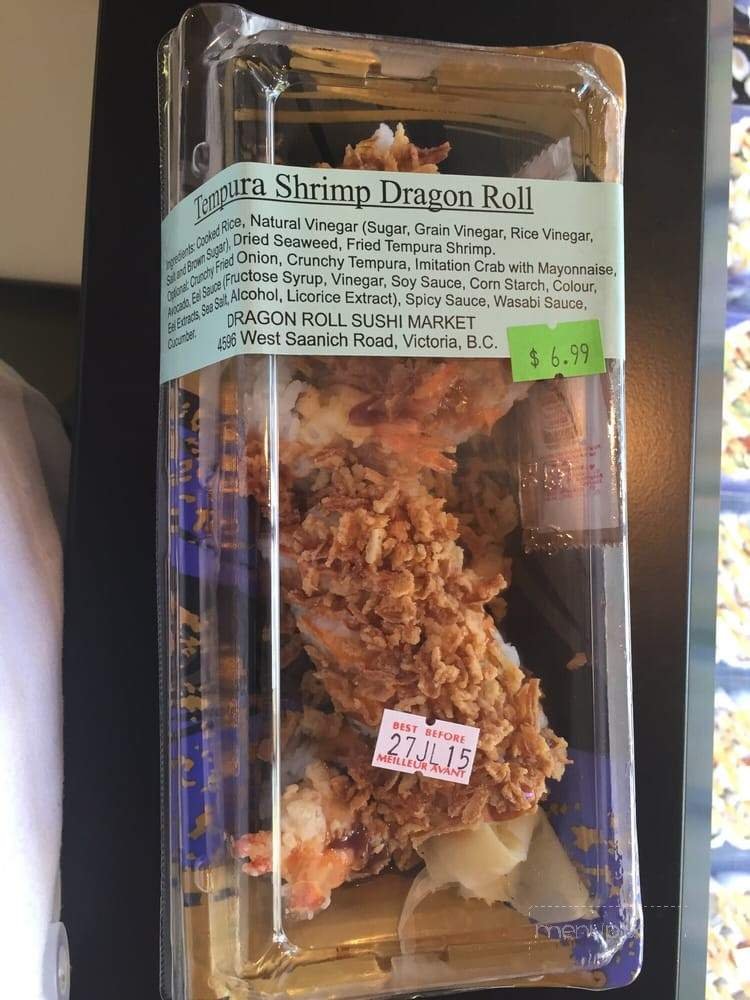 Tempura Shrimp Dragon Roll
Ingredients: Cooked Rice, Natural Vinegar (Sugar, Grain Vinegar, Rice Vinegar,
Salt and Brown Sugar), Dried Seaweed, Fried Tempura Shrimp.
Optional: Crunchy Fried Onion, Crunchy Tempura, Imitation Crab with Mayonnaise,
Avocado, Eel Sauce (Fructose Syrup, Vinegar, Soy Sauce, Corn Starch, Colour,
Eel Extracts, Sea Salt, Alcohol, Licorice Extract), Spicy Sauce, Wasabi Sauce,
Cucumber.
DRAGON ROLL SUSHI MARKET
4596 West Saanich Road, Victoria, B.C.
$ 6.99
BEST BEFORE
27JL15
MEILLEUR AVANT